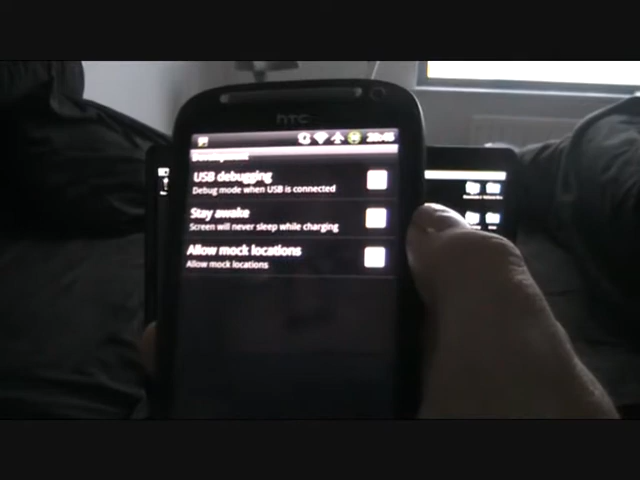 hTC
USB debugging
Debug mode when USB is connected
Stay awake
Screen will never sleep while charging
Allow mock locations
Allow mock locations